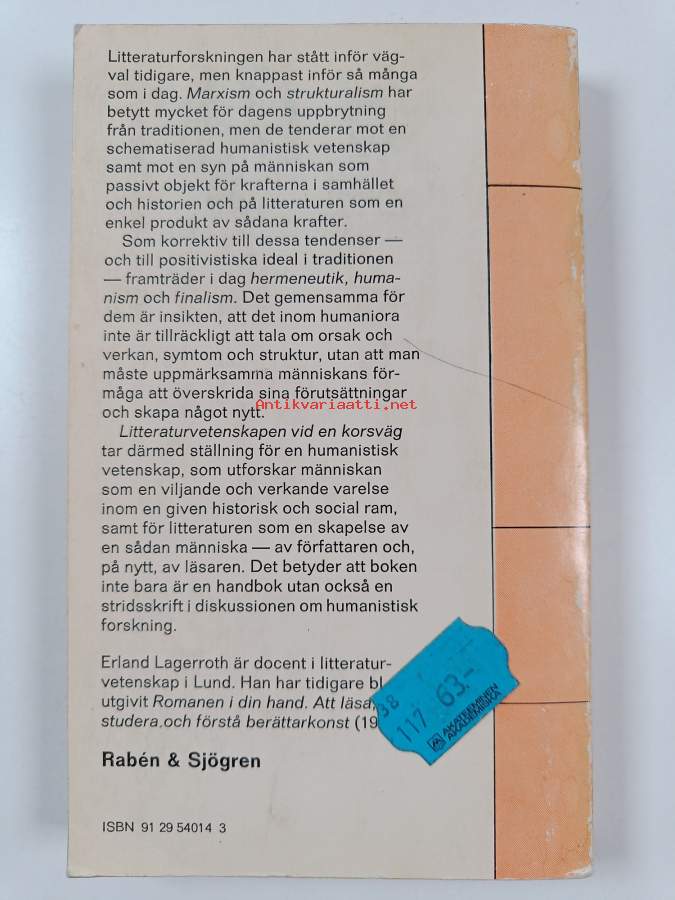 Litteraturforskningen har stått inför väg-
val tidigare, men knappast inför så många
som i dag. Marxism och strukturalism har
betytt mycket för dagens uppbrytning
från traditionen, men de tenderar mot en
schematiserad humanistisk vetenskap
samt mot en syn på människan som
passivt objekt för krafterna i samhället
och historien och på litteraturen som en
enkel produkt av sådana krafter.
Som korrektiv till dessa tendenser —
och till positivistiska ideal i traditionen
— framträder i dag hermeneutik, huma-
nism och finalism. Det gemensamma för
dem är insikten, att det inom humaniora
inte är tillräckligt att tala om orsak och
verkan, symtom och struktur, utan att man
måste uppmärksamma människans för-
måga att överskrida sina förutsättningar
och skapa något nytt.
Antikvariaatti.net
Litteraturvetenskapen vid en korsväg
tar därmed ställning för en humanistisk
vetenskap, som utforskar människan
som en viljande och verkande varelse
inom en given historisk och social ram,
samt för litteraturen som en skapelse av
en sådan människa — av författaren och,
på nytt, av läsaren. Det betyder att boken
inte bara är en handbok utan också en
stridsskrift i diskussionen om humanistisk
forskning.
Erland Lagerroth är docent i litteratur-
vetenskap i Lund. Han har tidigare bl
utgivit Romanen i din hand. Att läsa,
studera och förstå berättarkonst (19
38
117 63.-
AKATEEMINEN
AKADEMISKA
Rabén & Sjögren
ISBN 91 29 54014 3